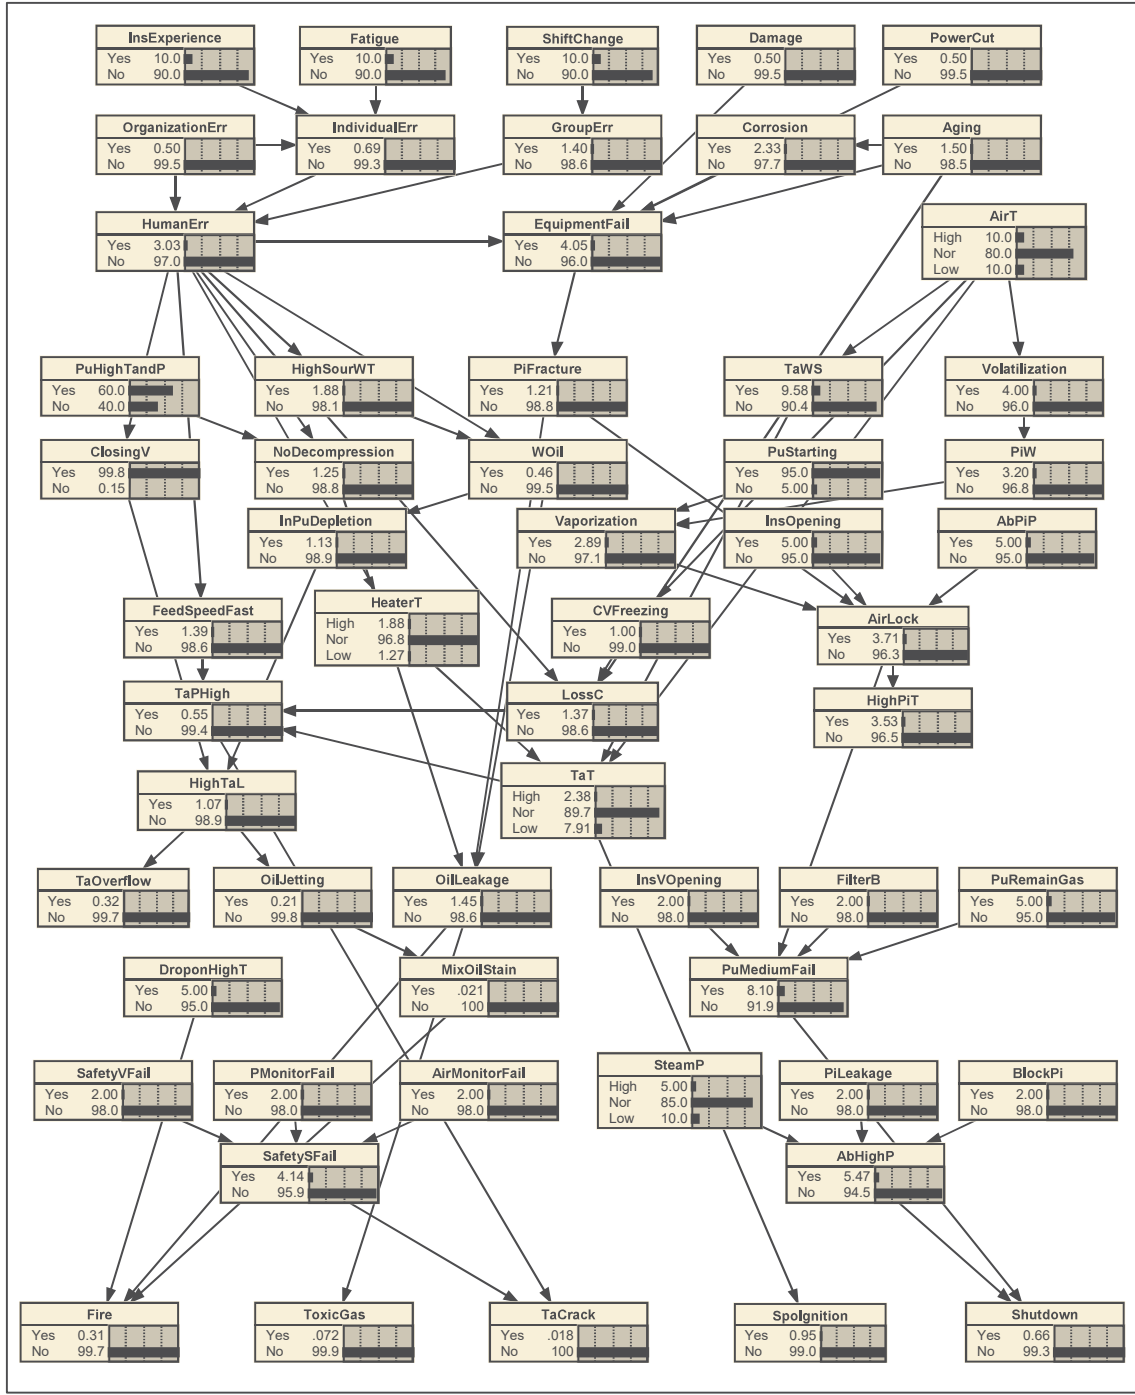 InsExperience
Yes 10.0
No 90.0
Fatigue
Yes 10.0
No 90.0
ShiftChange
Yes 10.0
No 90.0
Damage
Yes 0.50
No 99.5
PowerCut
Yes 0.50
No 99.5
OrganizationErr
Yes 0.50
No 99.5
IndividualErr
Yes 0.69
No 99.3
GroupErr
Yes 1.40
No 98.6
Corrosion
Yes 2.33
No 97.7
Aging
Yes 1.50
No 98.5
HumanErr
Yes 3.03
No 97.0
EquipmentFail
Yes 4.05
No 96.0
AirT
High 10.0
Nor 80.0
Low 10.0
PuHighTandP
Yes 60.0
No 40.0
HighSourWT
Yes 1.88
No 98.1
PiFracture
Yes 1.21
No 98.8
TaWS
Yes 9.58
No 90.4
Volatilization
Yes 4.00
No 96.0
ClosingV
Yes 99.8
No 0.15
NoDecompression
Yes 1.25
No 98.8
WOil
Yes 0.46
No 99.5
PuStarting
Yes 95.0
No 5.00
PiW
Yes 3.20
No 96.8
InPuDepletion
Yes 1.13
No 98.9
Vaporization
Yes 2.89
No 97.1
InsOpening
Yes 5.00
No 95.0
AbPiP
Yes 5.00
No 95.0
FeedSpeedFast
Yes 1.39
No 98.6
HeaterT
High 1.88
Nor 96.8
Low 1.27
CVFreezing
Yes 1.00
No 99.0
AirLock
Yes 3.71
No 96.3
TaPHigh
Yes 0.55
No 99.4
LossC
Yes 1.37
No 98.6
HighPiT
Yes 3.53
No 96.5
HighTaL
Yes 1.07
No 98.9
TaT
High 2.38
Nor 89.7
Low 7.91
TaOverflow
Yes 0.32
No 99.7
OilJetting
Yes 0.21
No 99.8
OilLeakage
Yes 1.45
No 98.6
InsVOpening
Yes 2.00
No 98.0
FilterB
Yes 2.00
No 98.0
PuRemainGas
Yes 5.00
No 95.0
DroponHighT
Yes 5.00
No 95.0
MixOilStain
Yes .021
No 100
PuMediumFail
Yes 8.10
No 91.9
SafetyVFail
Yes 2.00
No 98.0
PMonitorFail
Yes 2.00
No 98.0
AirMonitorFail
Yes 2.00
No 98.0
SteamP
High 5.00
Nor 85.0
Low 10.0
PiLeakage
Yes 2.00
No 98.0
BlockPi
Yes 2.00
No 98.0
SafetySFail
Yes 4.14
No 95.9
AbHighP
Yes 5.47
No 94.5
Fire
Yes 0.31
No 99.7
ToxicGas
Yes .072
No 99.9
TaCrack
Yes .018
No 100
SpoIgnition
Yes 0.95
No 99.0
Shutdown
Yes 0.66
No 99.3